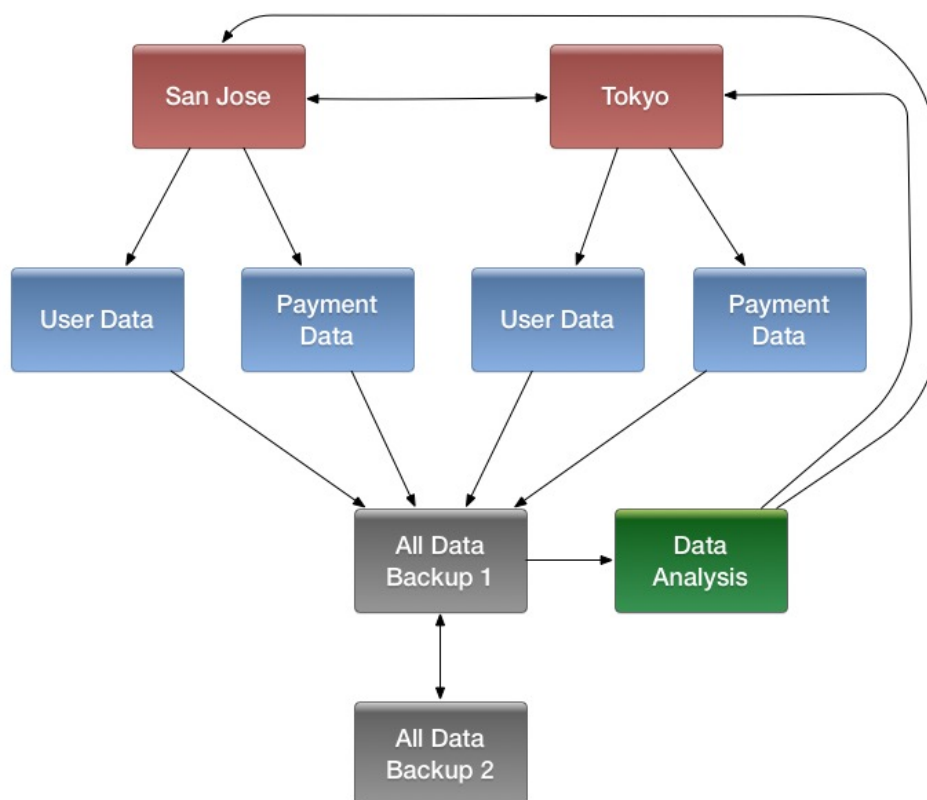 San Jose
Tokyo
User Data
Payment
Data
User Data
Payment
Data
All Data
Backup 1
Data
Analysis
All Data
Backup 2